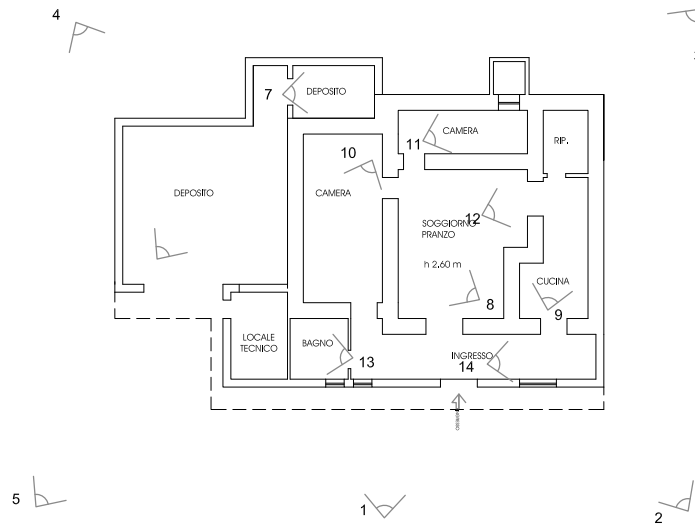 4
7
DEPOSITO
CAMERA
11
RIP.
10
DEPOSITO
CAMERA
12
SOGGIORNO
PRANZO
h 2.60 m
8
CUCINA
9
LOCALE
TECNICO
BAGNO
13
INGRESSO
14
5
1
2